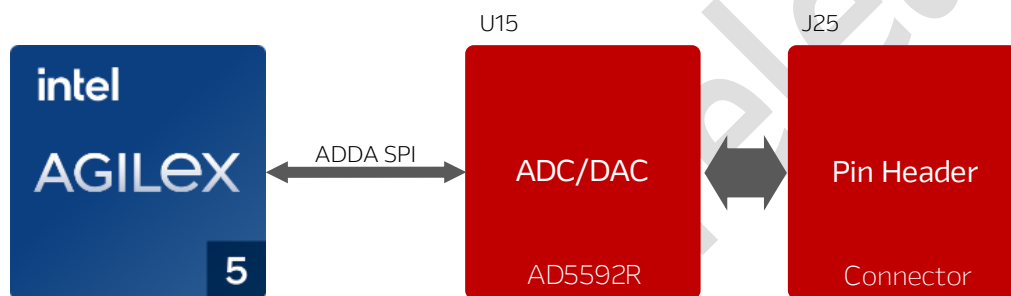 U15
J25
intel
AGILEX
5
ADDA SPI
ADC/DAC
AD5592R
Pin Header
Connector